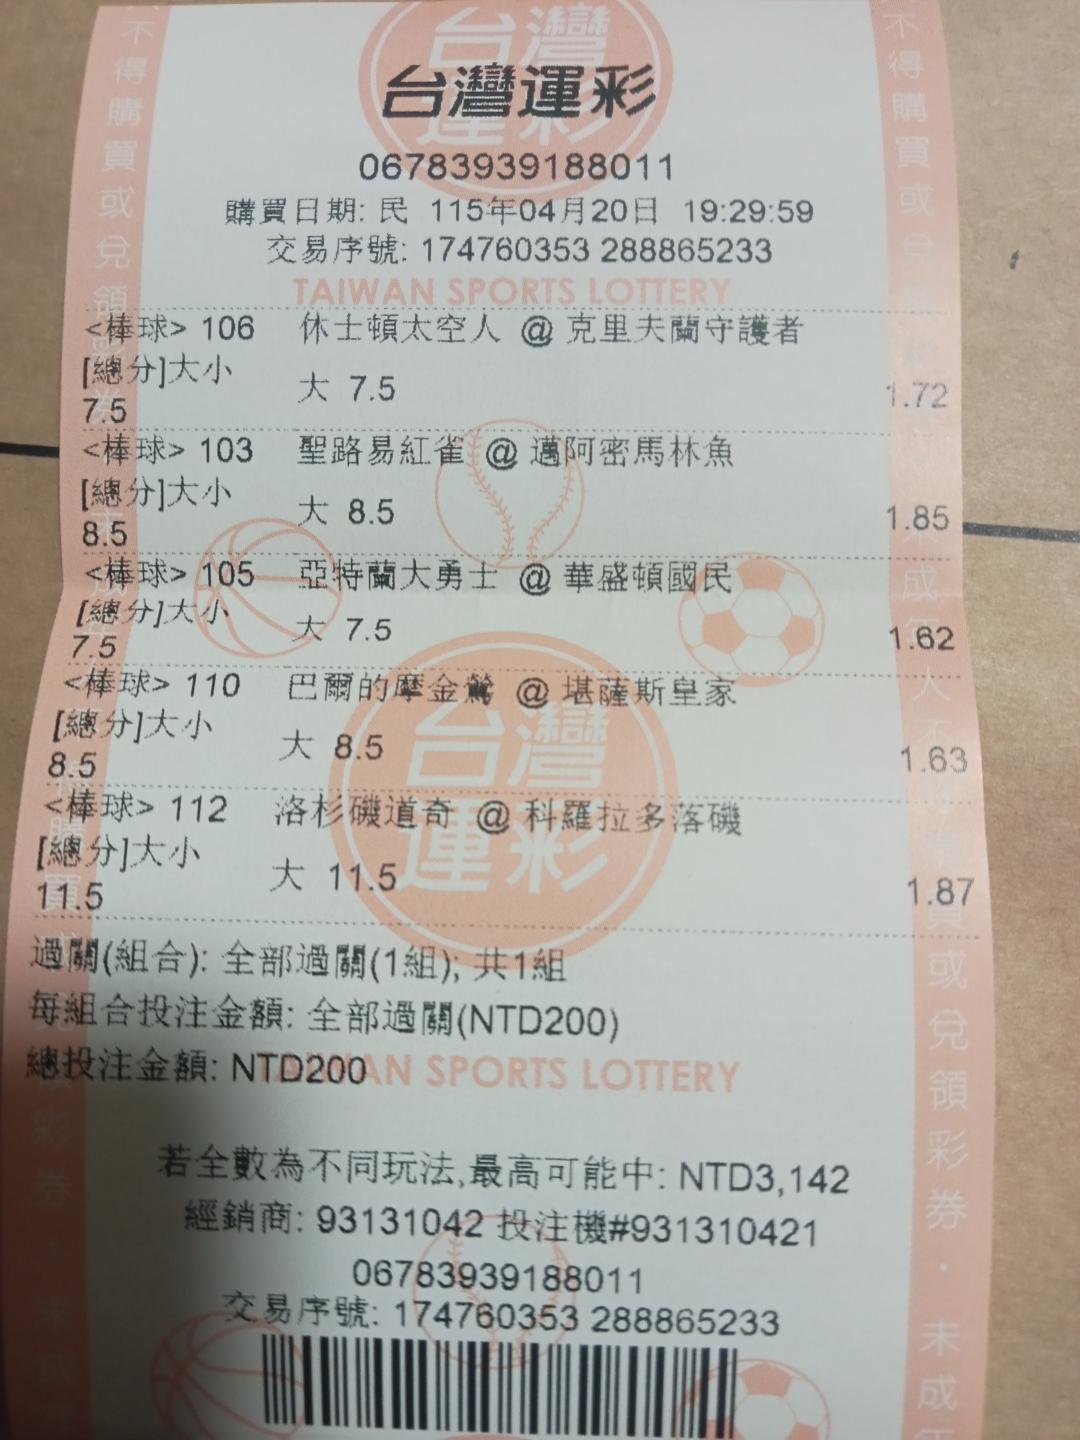 台灣運彩
06783939188011
購買日期: 民 115年04月20日 19:29:59
交易序號: 174760353 288865233
TAIWAN SPORTS LOTTERY
<棒球> 106 休士頓太空人 @ 克里夫蘭守護者
[總分]大小
大 7.5 1.72
7.5
<棒球> 103 聖路易紅雀 @ 邁阿密馬林魚
[總分]大小
大 8.5 1.85
8.5
<棒球> 105 亞特蘭大勇士 @ 華盛頓國民
[總分]大小
大 7.5 1.62
7.5
<棒球> 110 巴爾的摩金鶯 @ 堪薩斯皇家
[總分]大小
大 8.5 1.63
8.5
<棒球> 112 洛杉磯道奇 @ 科羅拉多落磯
[總分]大小
大 11.5 1.87
11.5
台灣運彩
過關(組合): 全部過關(1組); 共1組
每組合投注金額: 全部過關(NTD200)
總投注金額: NTD200
TAIWAN SPORTS LOTTERY
若全數為不同玩法,最高可能中: NTD3,142
經銷商: 93131042 投注機#931310421
06783939188011
交易序號: 174760353 288865233